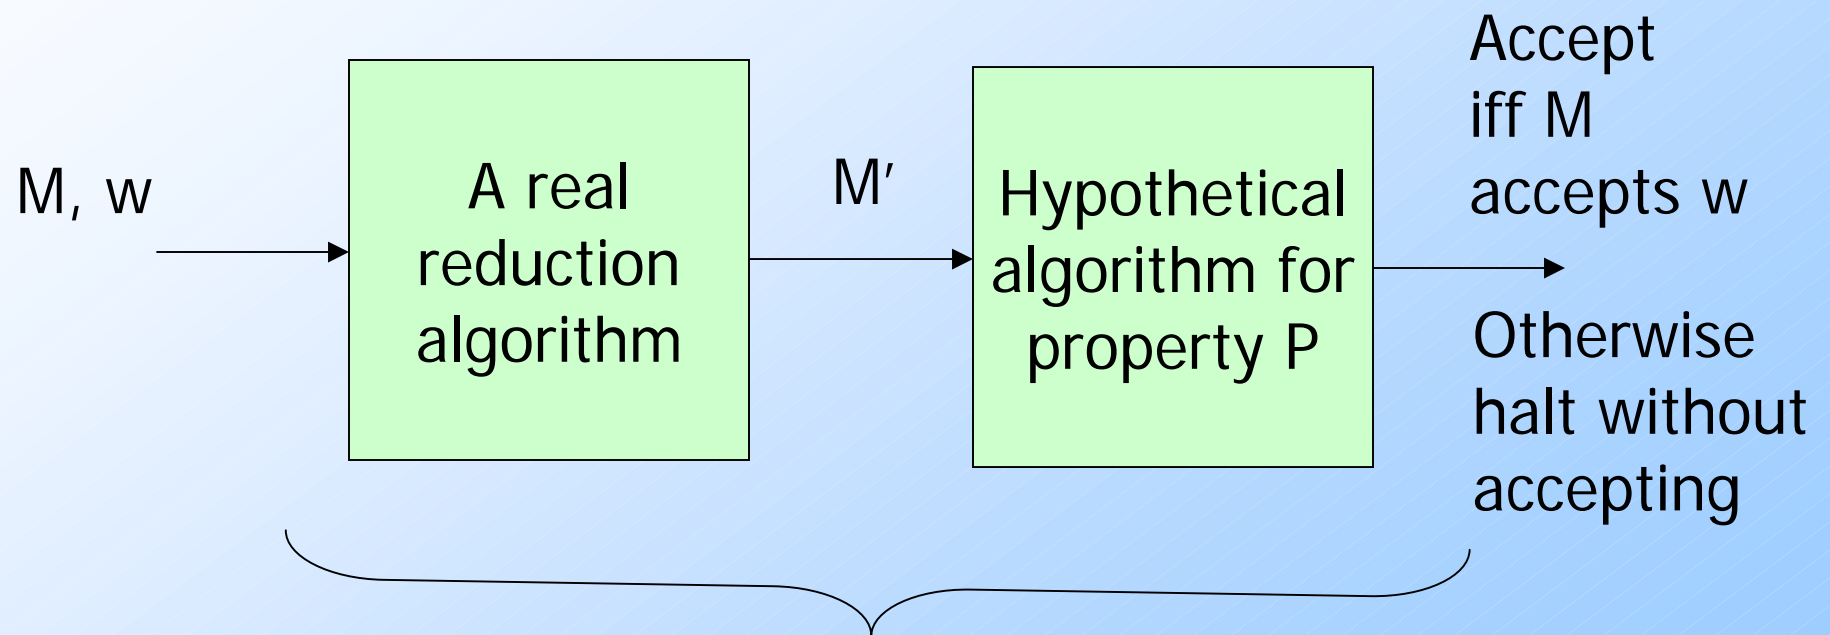 M, w
A real
reduction
algorithm
M′
Hypothetical
algorithm for
property P
Accept
iff M
accepts w
Otherwise
halt without
accepting